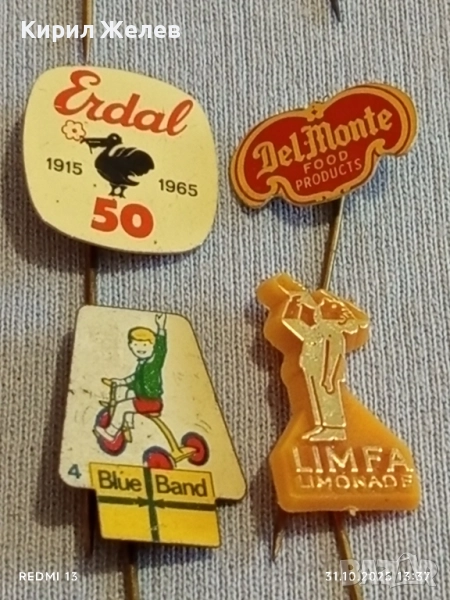 Кирил Желев
Erdal
1915 1965
50
Del Monte
FOOD
PRODUCTS
4
Blue Band
LIMFA
LIMONADE
REDMI 13
31.10.2025 13:37